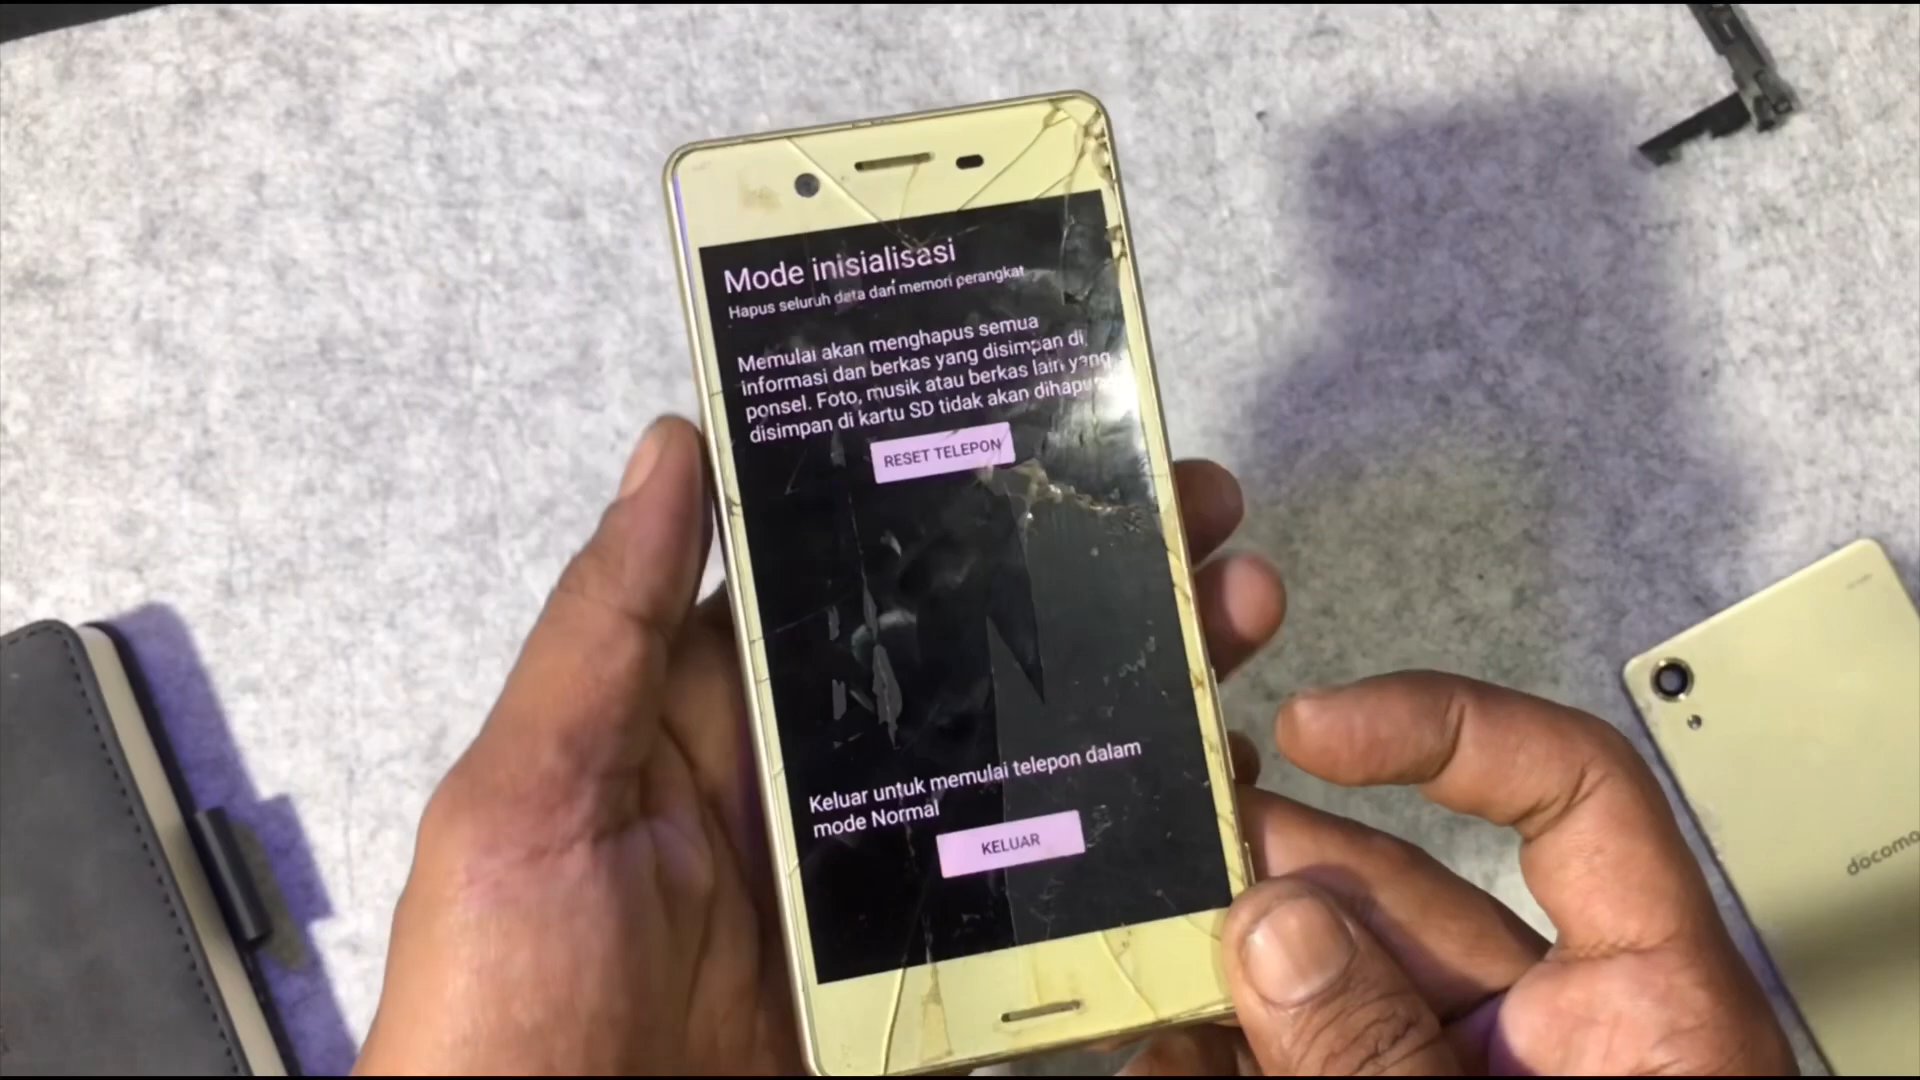 Mode inisialisasi
Hapus seluruh data dari memori perangkat
Memulai akan menghapus semua
informasi dan berkas yang disimpan di
ponsel. Foto, musik atau berkas lain yang
disimpan di kartu SD tidak akan dihapus
RESET TELEPON
Keluar untuk memulai telepon dalam
mode Normal
KELUAR
docomo